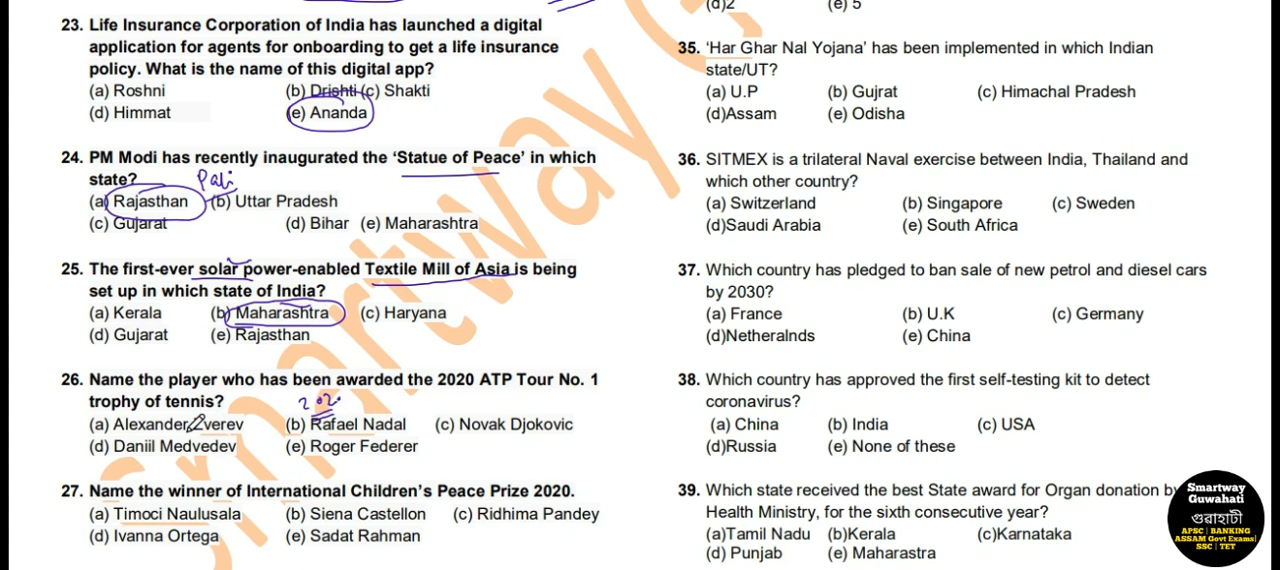 23. Life Insurance Corporation of India has launched a digital
application for agents for onboarding to get a life insurance
policy. What is the name of this digital app?
(a) Roshni (b) Drishti (c) Shakti
(d) Himmat (e) Ananda
24. PM Modi has recently inaugurated the ‘Statue of Peace’ in which
state? Pali
(a) Rajasthan (b) Uttar Pradesh
(c) Gujarat (d) Bihar (e) Maharashtra
25. The first-ever solar power-enabled Textile Mill of Asia is being
set up in which state of India?
(a) Kerala (b) Maharashtra (c) Haryana
(d) Gujarat (e) Rajasthan
26. Name the player who has been awarded the 2020 ATP Tour No. 1
trophy of tennis?
(a) Alexander Zverev (b) Rafael Nadal (c) Novak Djokovic
(d) Daniil Medvedev (e) Roger Federer
27. Name the winner of International Children’s Peace Prize 2020.
(a) Timoci Naulusala (b) Siena Castellon (c) Ridhima Pandey
(d) Ivanna Ortega (e) Sadat Rahman
(d)2 (e) 5
35. ‘Har Ghar Nal Yojana’ has been implemented in which Indian
state/UT?
(a) U.P (b) Gujrat (c) Himachal Pradesh
(d)Assam (e) Odisha
36. SITMEX is a trilateral Naval exercise between India, Thailand and
which other country?
(a) Switzerland (b) Singapore (c) Sweden
(d)Saudi Arabia (e) South Africa
37. Which country has pledged to ban sale of new petrol and diesel cars
by 2030?
(a) France (b) U.K (c) Germany
(d)Netheralnds (e) China
38. Which country has approved the first self-testing kit to detect
coronavirus?
(a) China (b) India (c) USA
(d)Russia (e) None of these
39. Which state received the best State award for Organ donation by
Health Ministry, for the sixth consecutive year?
(a)Tamil Nadu (b)Kerala (c)Karnataka
(d) Punjab (e) Maharastra
Smartway
Guwahati
গুৱাহাটী
APSC | BANKING
ASSAM Govt Exams|
SSC | TET
Smartway G